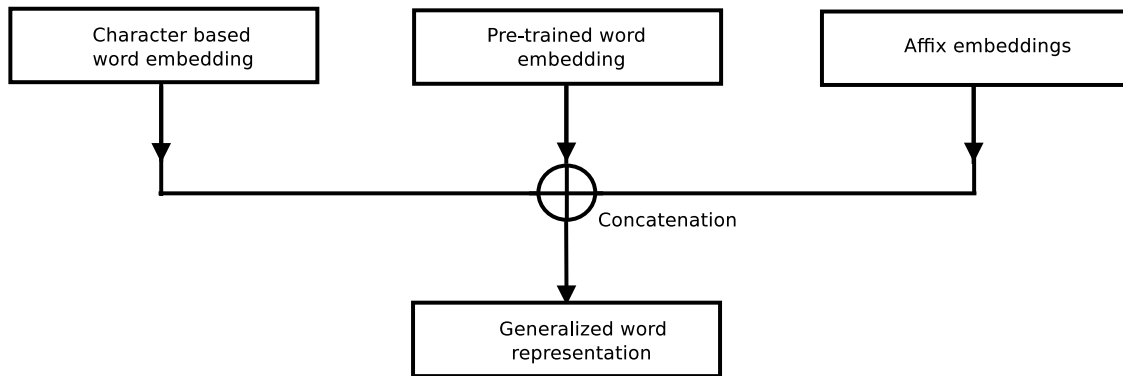 Character based
word embedding
Pre-trained word
embedding
Affix embeddings
Concatenation
Generalized word
representation